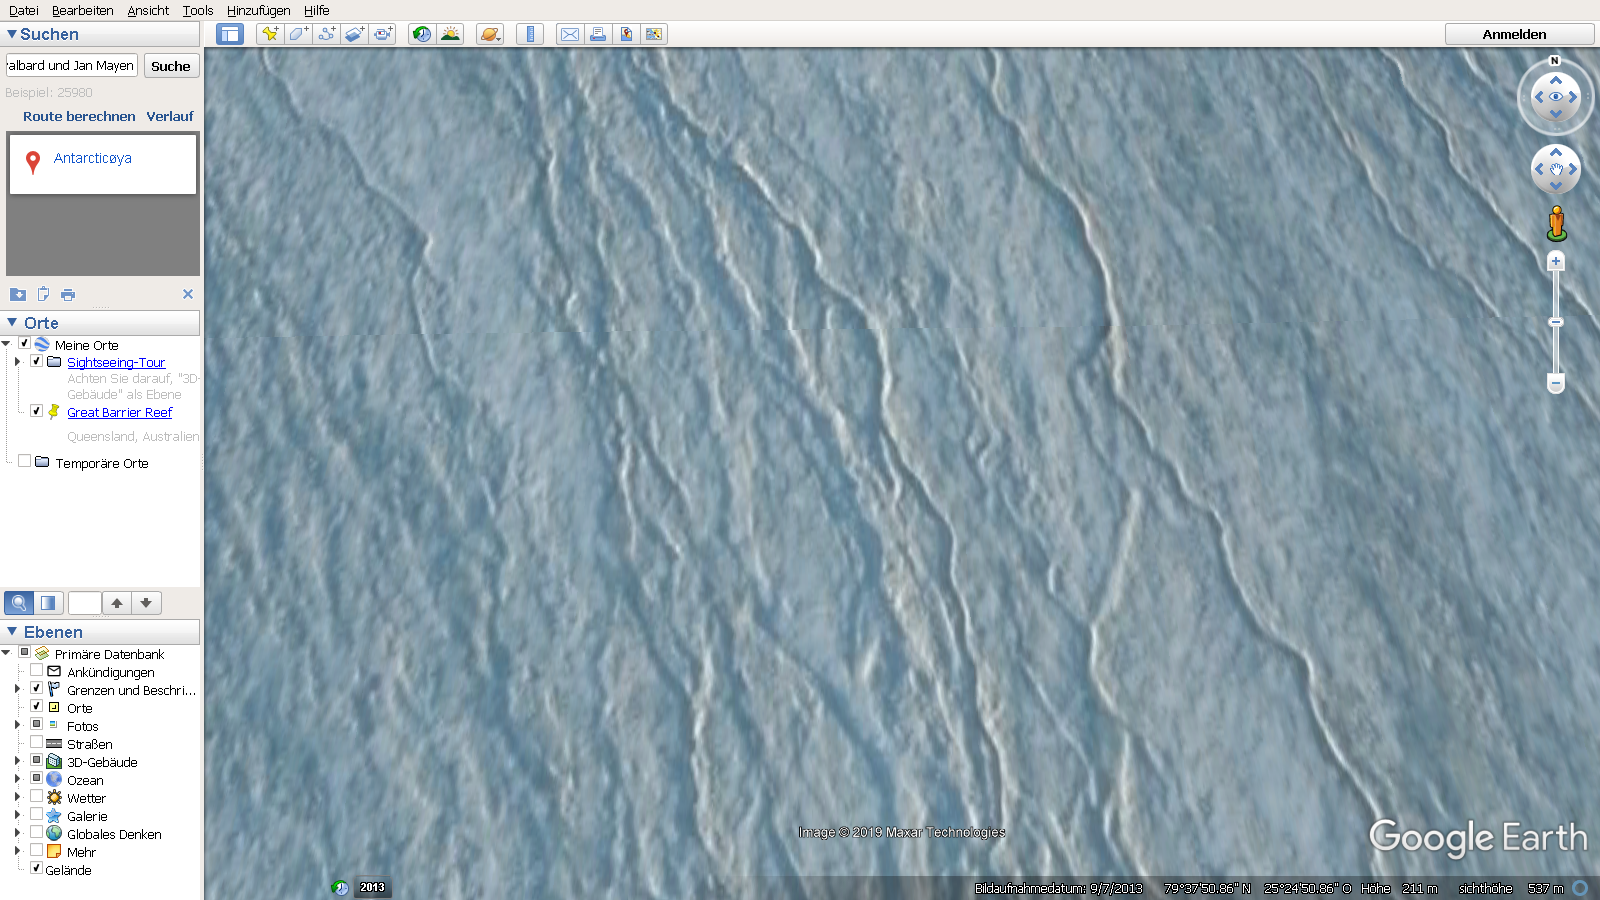 Datei Bearbeiten Ansicht Tools Hinzufügen Hilfe
Suchen
Anmelden
valbard und Jan Mayen Suche
Beispiel: 25980
Route berechnen Verlauf
Antarcticøya
Orte
Meine Orte
Sightseeing-Tour
Achten Sie darauf, "3D-
Gebäude" als Ebene
Great Barrier Reef
Queensland, Australien
Temporäre Orte
Ebenen
Primäre Datenbank
Ankündigungen
Grenzen und Beschri...
Orte
Fotos
Straßen
3D-Gebäude
Ozean
Wetter
Galerie
Globales Denken
Mehr
Gelände
N
Image © 2019 Maxar Technologies
Google Earth
2013
Bildaufnahmedatum: 9/7/2013 79°37'50.86" N 25°24'50.86" O Höhe 211 m sichthöhe 537 m